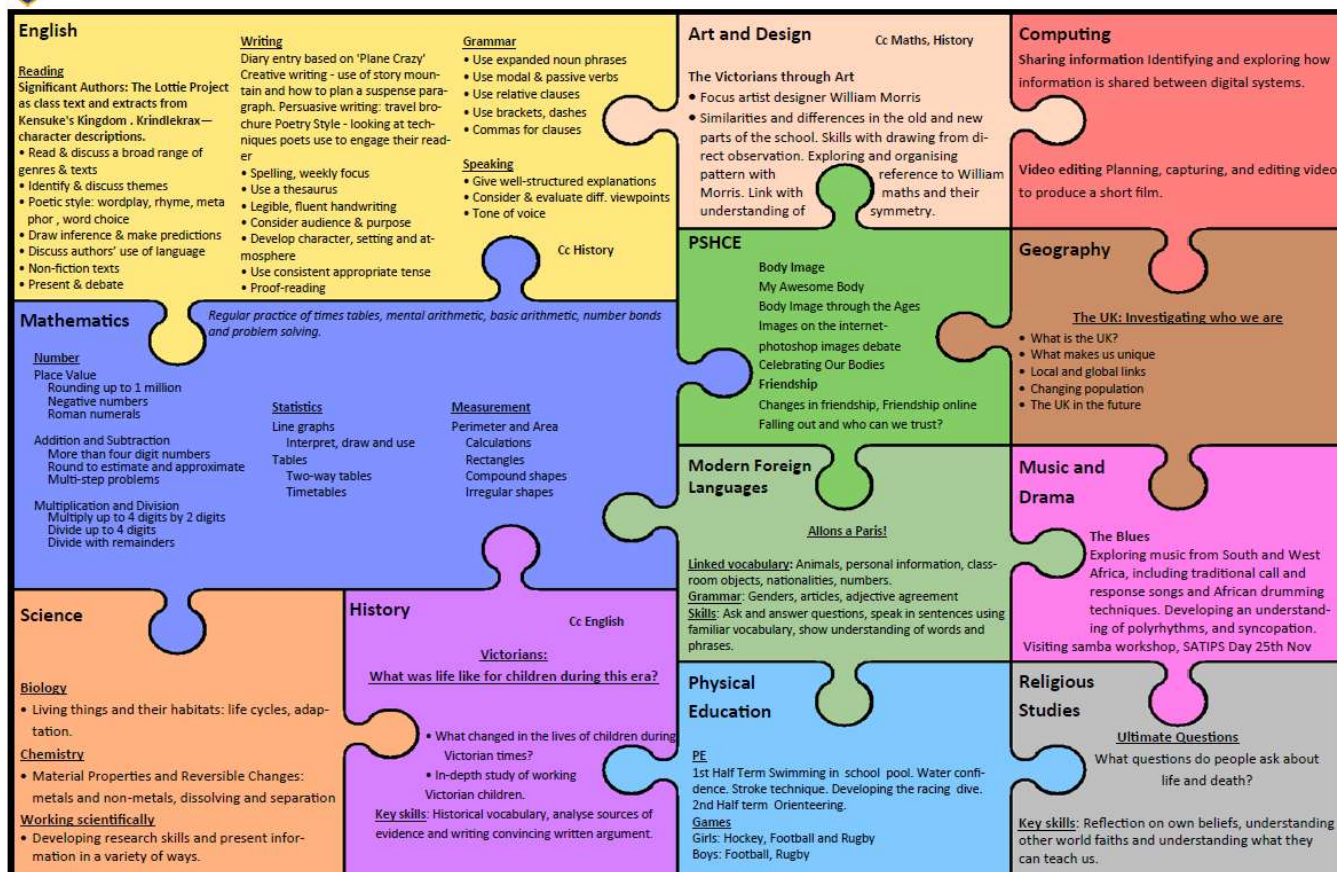 English
Reading
Significant Authors: The Lottie Project
as class text and extracts from
Kensuke's Kingdom . Krindlekrax—
character descriptions.
• Read & discuss a broad range of
genres & texts
• Identify & discuss themes
• Poetic style: wordplay, rhyme, meta
phor , word choice
• Draw inference & make predictions
• Discuss authors' use of language
• Non-fiction texts
• Present & debate
Writing
Diary entry based on 'Plane Crazy'
Creative writing - use of story moun-
tain and how to plan a suspense para-
graph. Persuasive writing: travel bro-
chure Poetry Style - looking at tech-
niques poets use to engage their read-
er
• Spelling, weekly focus
• Use a thesaurus
• Legible, fluent handwriting
• Consider audience & purpose
• Develop character, setting and at-
mosphere
• Use consistent appropriate tense
• Proof-reading
Grammar
• Use expanded noun phrases
• Use modal & passive verbs
• Use relative clauses
• Use brackets, dashes
• Commas for clauses
Speaking
• Give well-structured explanations
• Consider & evaluate diff. viewpoints
• Tone of voice
Cc History
Art and Design
Cc Maths, History
The Victorians through Art
• Focus artist designer William Morris
• Similarities and differences in the old and new
parts of the school. Skills with drawing from di-
rect observation. Exploring and organising
pattern with reference to William
Morris. Link with maths and their
understanding of symmetry.
Computing
Sharing information Identifying and exploring how
information is shared between digital systems.
Video editing Planning, capturing, and editing video
to produce a short film.
Mathematics
Regular practice of times tables, mental arithmetic, basic arithmetic, number bonds
and problem solving.
Number
Place Value
Rounding up to 1 million
Negative numbers
Roman numerals
Addition and Subtraction
More than four digit numbers
Round to estimate and approximate
Multi-step problems
Multiplication and Division
Multiply up to 4 digits by 2 digits
Divide up to 4 digits
Divide with remainders
Statistics
Line graphs
Interpret, draw and use
Tables
Two-way tables
Timetables
Measurement
Perimeter and Area
Calculations
Rectangles
Compound shapes
Irregular shapes
PSHCE
Body Image
My Awesome Body
Body Image through the Ages
Images on the internet-
photoshop images debate
Celebrating Our Bodies
Friendship
Changes in friendship, Friendship online
Falling out and who can we trust?
Geography
The UK: Investigating who we are
• What is the UK?
• What makes us unique
• Local and global links
• Changing population
• The UK in the future
Modern Foreign
Languages
Allons a Paris!
Linked vocabulary: Animals, personal information, class-
room objects, nationalities, numbers.
Grammar: Genders, articles, adjective agreement
Skills: Ask and answer questions, speak in sentences using
familiar vocabulary, show understanding of words and
phrases.
Music and
Drama
The Blues
Exploring music from South and West
Africa, including traditional call and
response songs and African drumming
techniques. Developing an understand-
ing of polyrhythms, and syncopation.
Visiting samba workshop, SATIPS Day 25th Nov
Science
Biology
• Living things and their habitats: life cycles, adap-
tation.
Chemistry
• Material Properties and Reversible Changes:
metals and non-metals, dissolving and separation
Working scientifically
• Developing research skills and present infor-
mation in a variety of ways.
History
Cc English
Victorians:
What was life like for children during this era?
• What changed in the lives of children during
Victorian times?
• In-depth study of working
Victorian children.
Key skills: Historical vocabulary, analyse sources of
evidence and writing convincing written argument.
Physical
Education
PE
1st Half Term Swimming in school pool. Water confi-
dence. Stroke technique. Developing the racing dive.
2nd Half term Orienteering.
Games
Girls: Hockey, Football and Rugby
Boys: Football, Rugby
Religious
Studies
Ultimate Questions
What questions do people ask about
life and death?
Key skills: Reflection on own beliefs, understanding
other world faiths and understanding what they
can teach us.